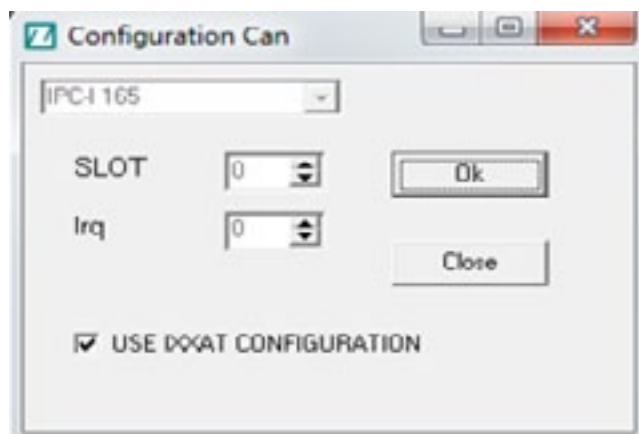 Configuration Can
IPC-I 165
SLOT 0 Ok
Irq 0
Close
USE IXXAT CONFIGURATION